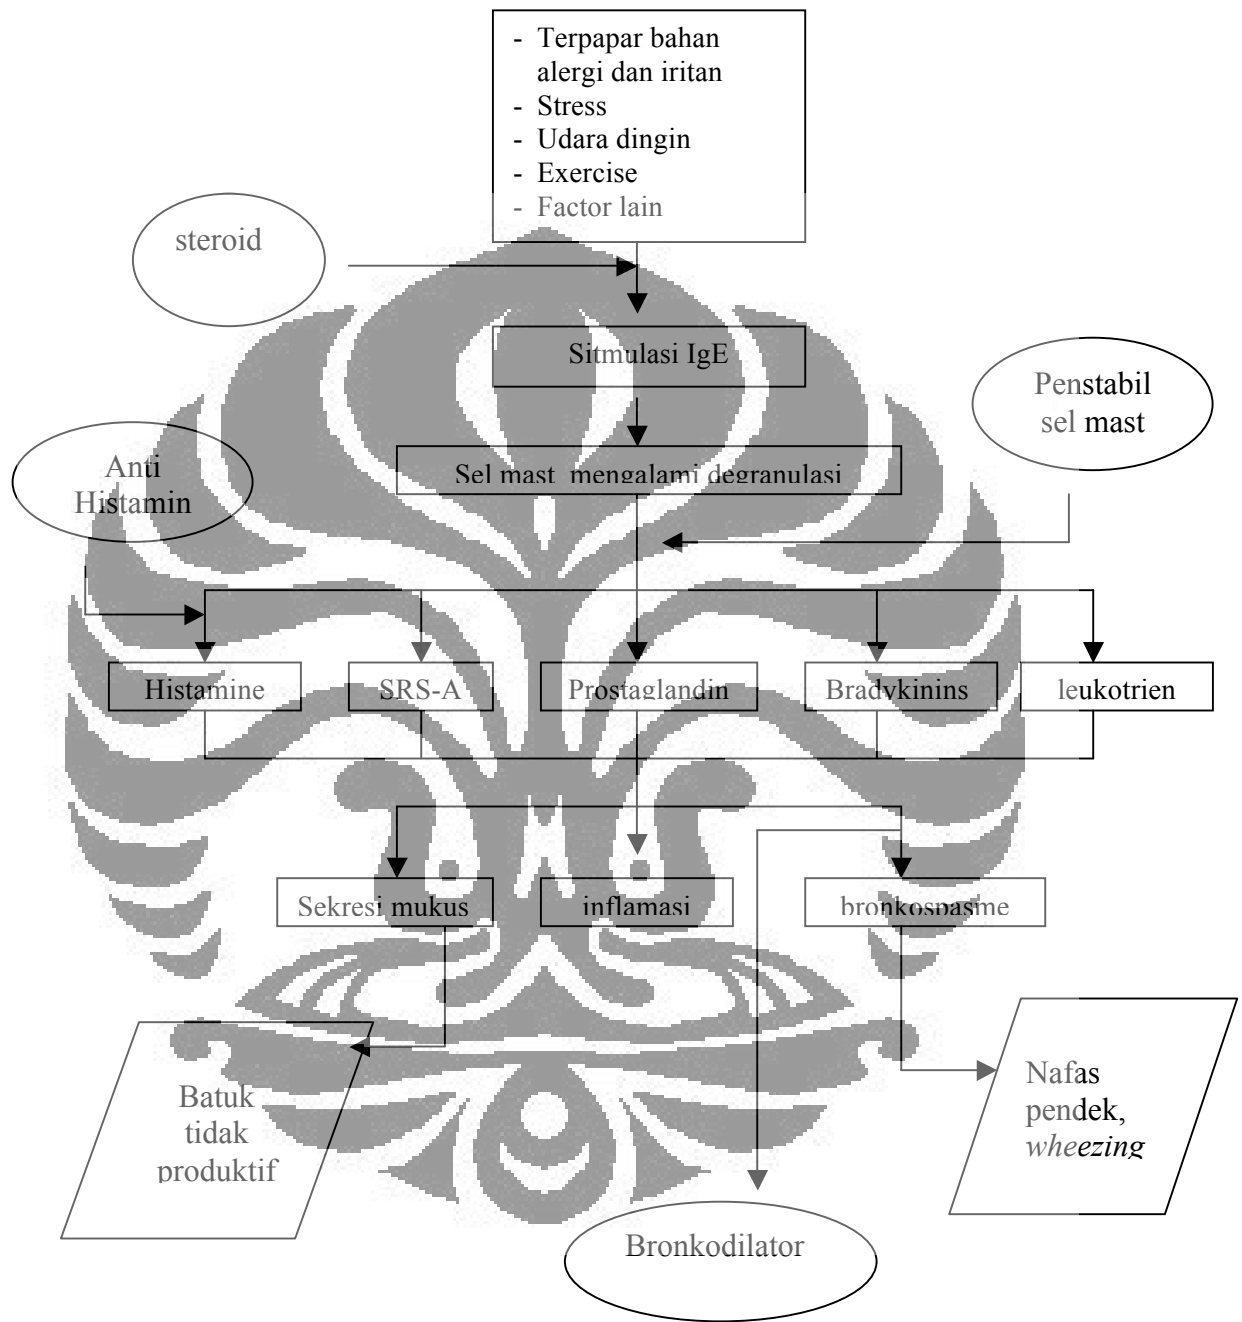 - Terpapar bahan
alergi dan iritan
- Stress
- Udara dingin
- Exercise
- Factor lain
steroid
Sitmulasi IgE
Penstabil
sel mast
Anti
Histamin
Sel mast mengalami degranulasi
Histamine
SRS-A
Prostaglandin
Bradykinins
leukotrien
Sekresi mukus
inflamasi
bronkospasme
Batuk
tidak
produktif
Nafas
pendek,
wheezing
Bronkodilator